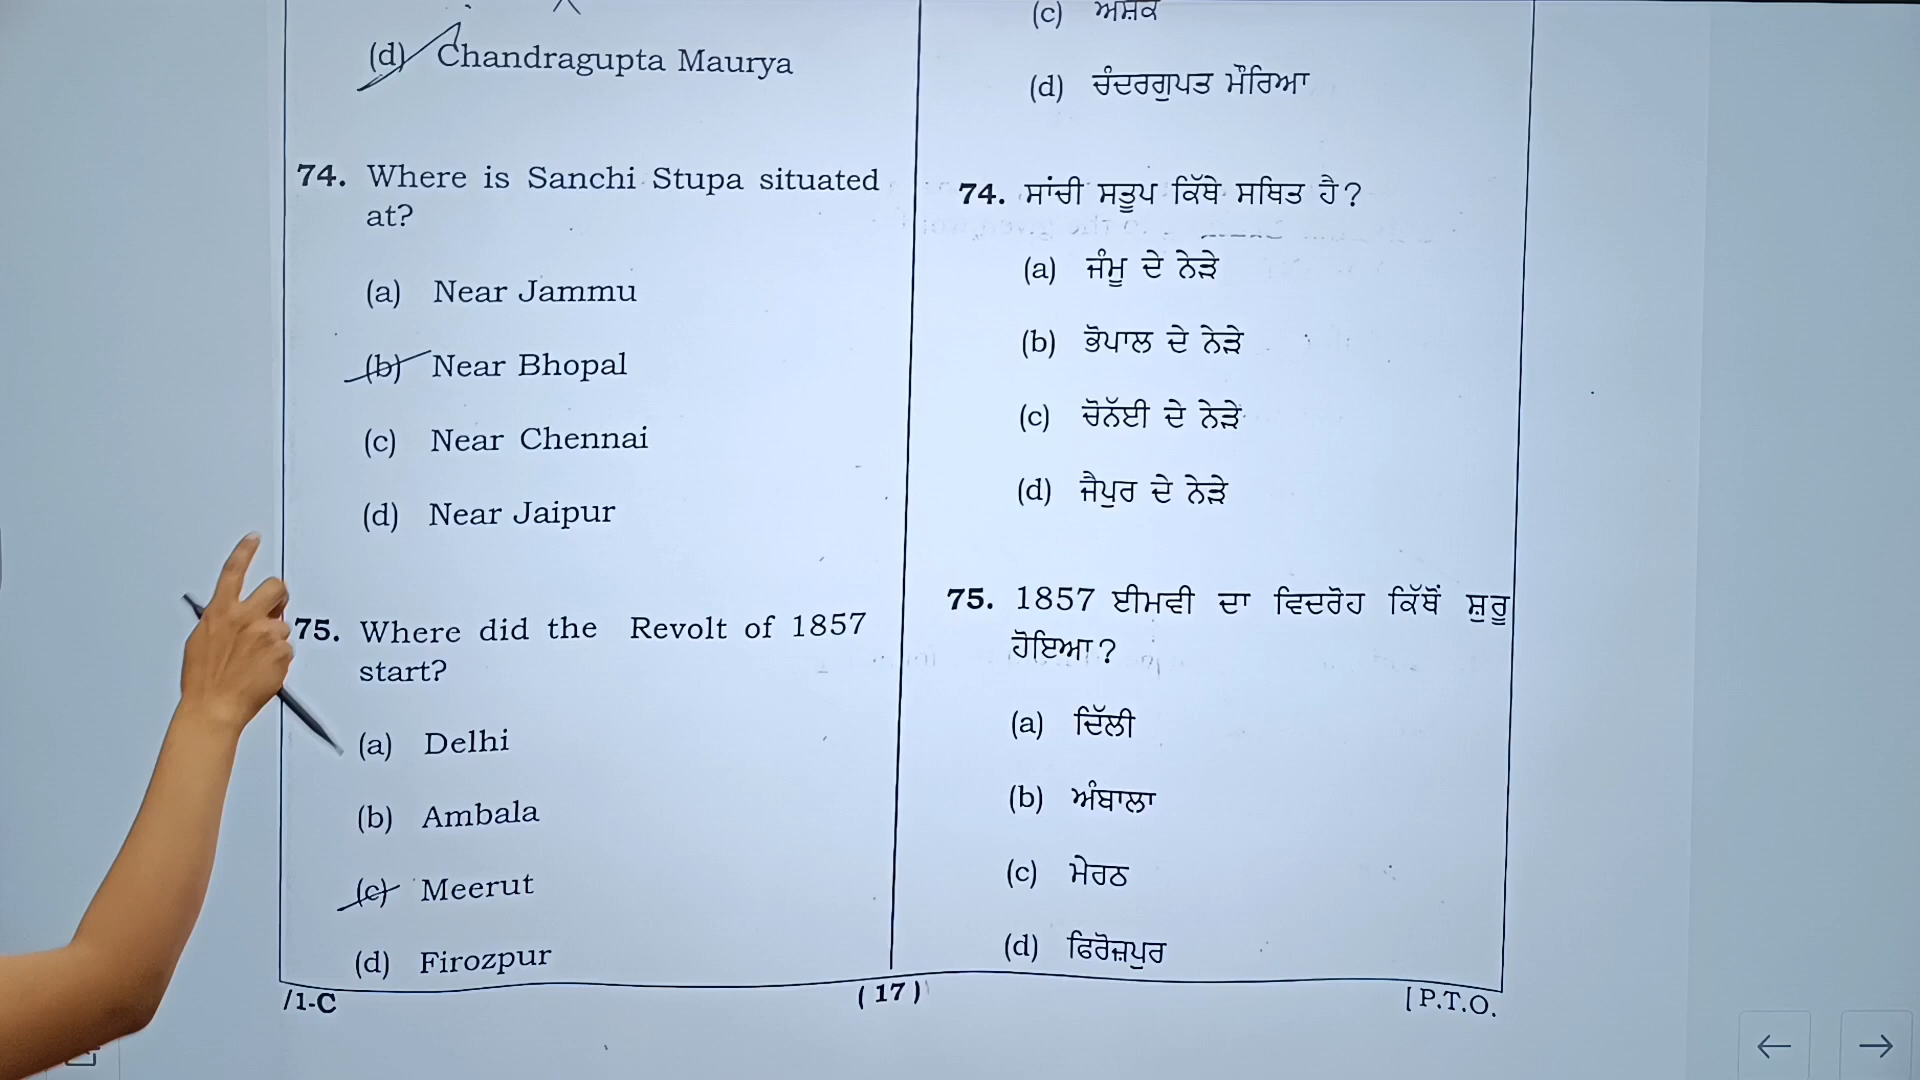 (d) Chandragupta Maurya
74. Where is Sanchi Stupa situated
at?
(a) Near Jammu
(b) Near Bhopal
(c) Near Chennai
(d) Near Jaipur
75. Where did the Revolt of 1857
start?
(a) Delhi
(b) Ambala
(c) Meerut
(d) Firozpur
(c) ਅਸ਼ੋਕ
(d) ਚੰਦਰਗੁਪਤ ਮੌਰਿਆ
74. ਸਾਂਚੀ ਸਤੂਪ ਕਿੱਥੇ ਸਥਿਤ ਹੈ?
(a) ਜੰਮੂ ਦੇ ਨੇੜੇ
(b) ਭੋਪਾਲ ਦੇ ਨੇੜੇ
(c) ਚੇਨੱਈ ਦੇ ਨੇੜੇ
(d) ਜੈਪੁਰ ਦੇ ਨੇੜੇ
75. 1857 ਈਸਵੀ ਦਾ ਵਿਦਰੋਹ ਕਿੱਥੋਂ ਸ਼ੁਰੂ
ਹੋਇਆ?
(a) ਦਿੱਲੀ
(b) ਅੰਬਾਲਾ
(c) ਮੇਰਠ
(d) ਫਿਰੋਜ਼ਪੁਰ
/1-C (17) [P.T.O.